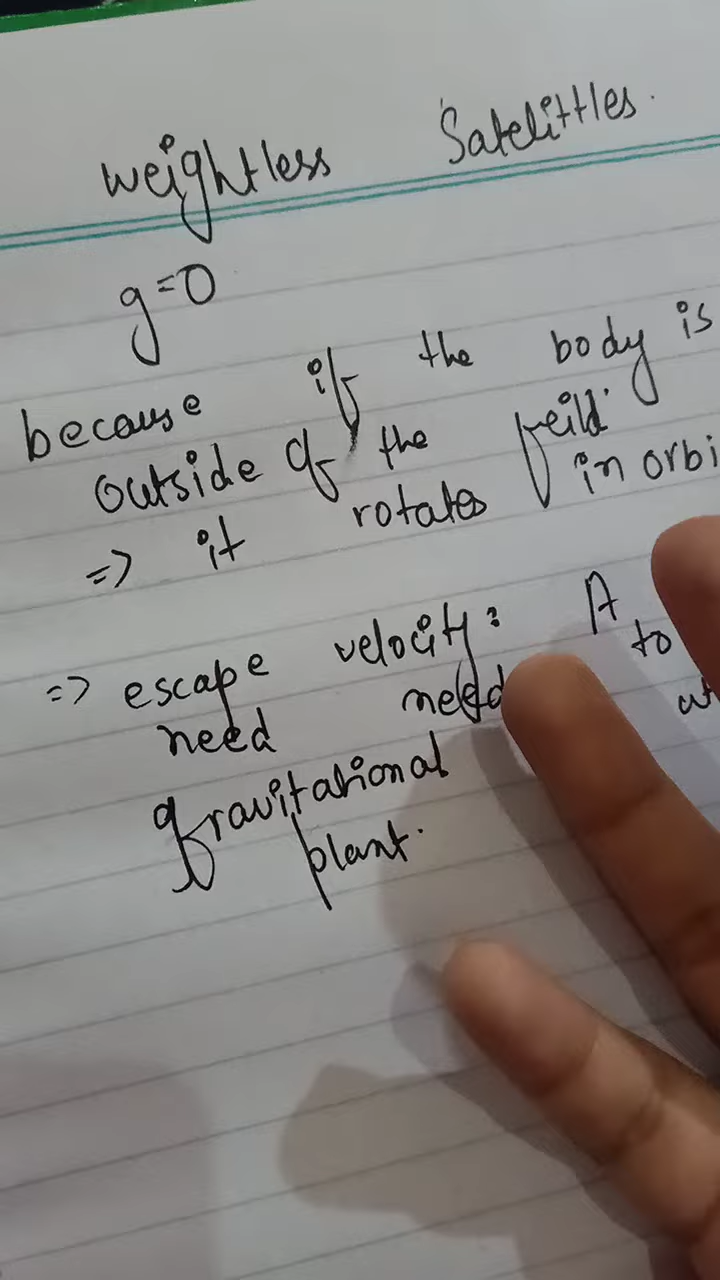 weightless Satelittles.
g=0
because if the body is
outside of the feild.
=> it rotates in orbi
=> escape velocity: A
need need to
gravitational
plant.